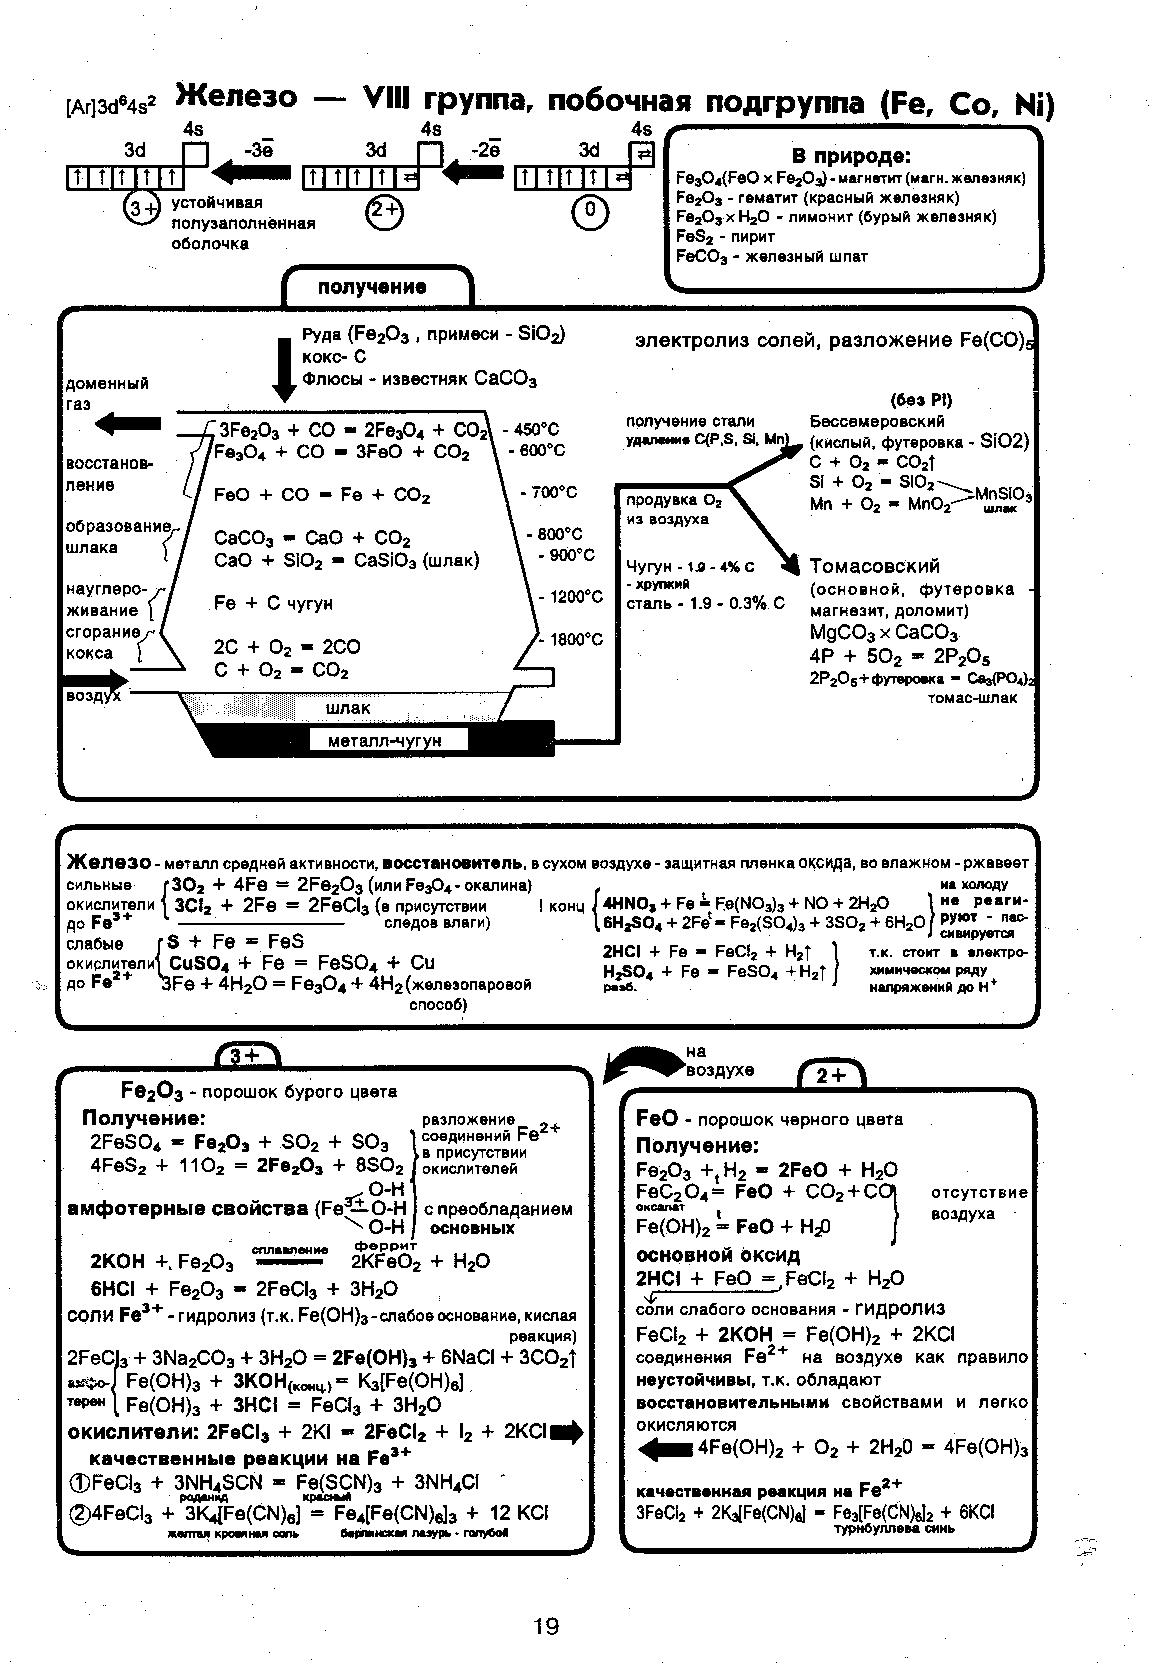 [Ar]3d⁶4s² Железо — VIII группа, побочная подгруппа (Fe, Co, Ni)
3d 4s -3ē 3d 4s -2ē 3d 4s
3+ 2+ 0
устойчивая
полузаполненная
оболочка
В природе:
Fe₃O₄(FeO x Fe₂O₃) - магнетит (магн. железняк)
Fe₂O₃ - гематит (красный железняк)
Fe₂O₃ x H₂O - лимонит (бурый железняк)
FeS₂ - пирит
FeCO₃ - железный шпат
получение
Руда (Fe₂O₃ , примеси - SiO₂)
кокс- C
Флюсы - известняк CaCO₃
доменный
газ
3Fe₂O₃ + CO = 2Fe₃O₄ + CO₂ - 450°C
Fe₃O₄ + CO = 3FeO + CO₂ - 600°C
восстанов-
ление
FeO + CO = Fe + CO₂ - 700°C
образование
шлака
CaCO₃ = CaO + CO₂ - 800°C
CaO + SiO₂ = CaSiO₃ (шлак) - 900°C
науглеро-
живание
Fe + C чугун - 1200°C
сгорание
кокса
2C + O₂ = 2CO - 1800°C
C + O₂ = CO₂
воздух
шлак
металл-чугун
электролиз солей, разложение Fe(CO)₅
получение стали
удаление C(P,S, Si, Mn)
продувка O₂
из воздуха
Чугун - 1.9 - 4% C
- хрупкий
сталь - 1.9 - 0.3% C
(без P!)
Бессемеровский
(кислый, футеровка - SiO2)
C + O₂ = CO₂↑
Si + O₂ = SiO₂
Mn + O₂ = MnO₂
MnSiO₃
шлак
Томасовский
(основной, футеровка -
магнезит, доломит)
MgCO₃ x CaCO₃
4P + 5O₂ = 2P₂O₅
2P₂O₅+футеровка = Ca₃(PO₄)₂
томас-шлак
Железо - металл средней активности, восстановитель, в сухом воздухе - защитная пленка оксида, во влажном - ржавеет
сильные
окислители
до Fe³⁺
3O₂ + 4Fe = 2Fe₂O₃ (или Fe₃O₄ - окалина)
3Cl₂ + 2Fe = 2FeCl₃ (в присутствии
следов влаги)
слабые
окислители
до Fe²⁺
S + Fe = FeS
CuSO₄ + Fe = FeSO₄ + Cu
3Fe + 4H₂O = Fe₃O₄ + 4H₂ (железопаровой
способ)
! конц
4HNO₃ + Fe t= Fe(NO₃)₃ + NO + 2H₂O
6H₂SO₄ + 2Fe t= Fe₂(SO₄)₃ + 3SO₂ + 6H₂O
на холоду
не реаги-
руют - пас-
сивируется
2HCl + Fe = FeCl₂ + H₂↑
H₂SO₄ + Fe = FeSO₄ + H₂↑
разб.
т.к. стоит в электро-
химическом ряду
напряжений до H⁺
3+
Fe₂O₃ - порошок бурого цвета
Получение:
2FeSO₄ = Fe₂O₃ + SO₂ + SO₃
4FeS₂ + 11O₂ = 2Fe₂O₃ + 8SO₂
разложение
соединений Fe²⁺
в присутствии
окислителей
амфотерные свойства (Fe³⁺
O-H
O-H
O-H
с преобладанием
основных
2KOH + Fe₂O₃ сплавление 2KFeO₂ + H₂O
феррит
6HCl + Fe₂O₃ = 2FeCl₃ + 3H₂O
соли Fe³⁺ - гидролиз (т.к. Fe(OH)₃ - слабое основание, кислая
реакция)
2FeCl₃ + 3Na₂CO₃ + 3H₂O = 2Fe(OH)₃ + 6NaCl + 3CO₂↑
амфо-
терен
Fe(OH)₃ + 3KOH(конц.) = K₃[Fe(OH)₆]
Fe(OH)₃ + 3HCl = FeCl₃ + 3H₂O
окислители: 2FeCl₃ + 2KI = 2FeCl₂ + I₂ + 2KCl
качественные реакции на Fe³⁺
①FeCl₃ + 3NH₄SCN = Fe(SCN)₃ + 3NH₄Cl
роданид красный
②4FeCl₃ + 3K₄[Fe(CN)₆] = Fe₄[Fe(CN)₆]₃ + 12 KCl
желтая кровяная соль берлинская лазурь - голубой
на
воздухе
2+
FeO - порошок черного цвета
Получение:
Fe₂O₃ + H₂ t= 2FeO + H₂O
FeC₂O₄ = FeO + CO₂ + CO
оксалат
Fe(OH)₂ t= FeO + H₂O
отсутствие
воздуха
основной оксид
2HCl + FeO = FeCl₂ + H₂O
соли слабого основания - гидролиз
FeCl₂ + 2KOH = Fe(OH)₂ + 2KCl
соединения Fe²⁺ на воздухе как правило
неустойчивы, т.к. обладают
восстановительными свойствами и легко
окисляются
4Fe(OH)₂ + O₂ + 2H₂O = 4Fe(OH)₃
качественная реакция на Fe²⁺
3FeCl₂ + 2K₃[Fe(CN)₆] = Fe₃[Fe(CN)₆]₂ + 6KCl
турнбуллева синь
19